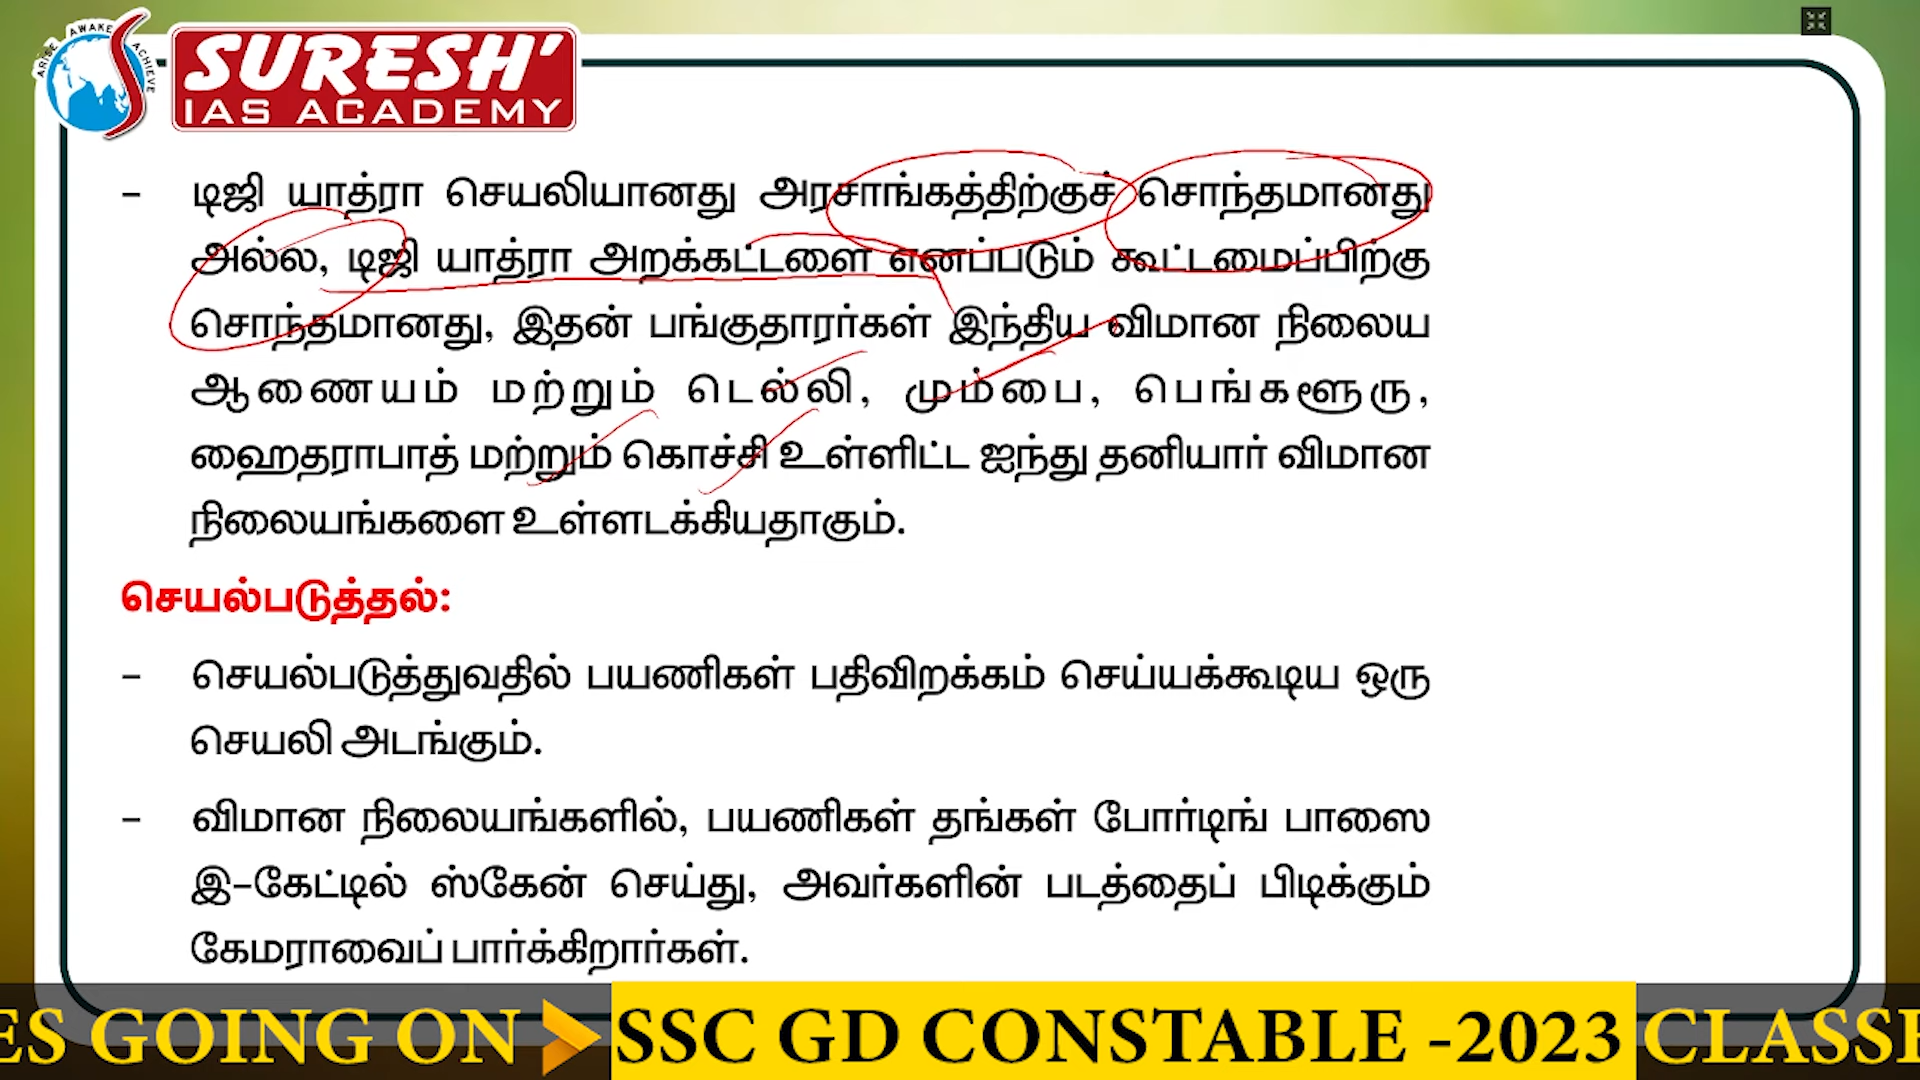 ARISE AWAKE ACHIEVE
SURESH'
IAS ACADEMY
- டிஜி யாத்ரா செயலியானது அரசாங்கத்திற்குச் சொந்தமானது
அல்ல, டிஜி யாத்ரா அறக்கட்டளை எனப்படும் கூட்டமைப்பிற்கு
சொந்தமானது, இதன் பங்குதாரர்கள் இந்திய விமான நிலைய
ஆணையம் மற்றும் டெல்லி, மும்பை, பெங்களூரு,
ஹைதராபாத் மற்றும் கொச்சி உள்ளிட்ட ஐந்து தனியார் விமான
நிலையங்களை உள்ளடக்கியதாகும்.
செயல்படுத்தல்:
- செயல்படுத்துவதில் பயணிகள் பதிவிறக்கம் செய்யக்கூடிய ஒரு
செயலி அடங்கும்.
- விமான நிலையங்களில், பயணிகள் தங்கள் போர்டிங் பாஸை
இ-கேட்டில் ஸ்கேன் செய்து, அவர்களின் படத்தைப் பிடிக்கும்
கேமராவைப் பார்க்கிறார்கள்.
ES GOING ON SSC GD CONSTABLE -2023 CLASSE